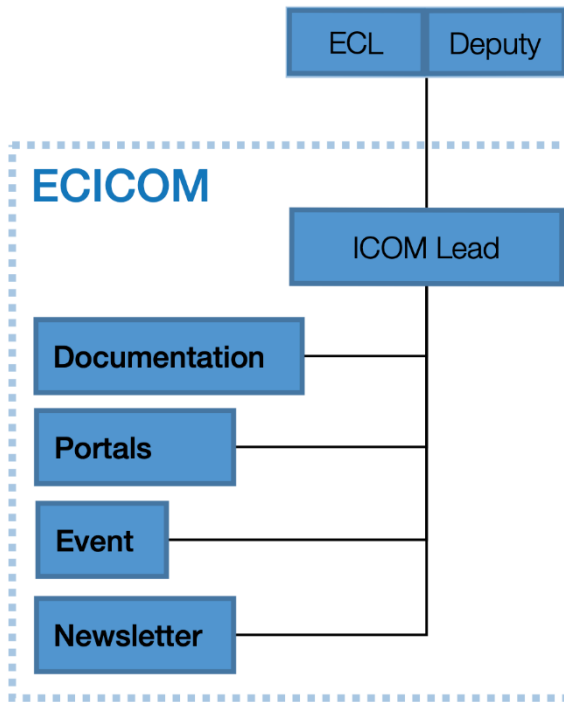 ECL Deputy
ECICOM
ICOM Lead
Documentation
Portals
Event
Newsletter